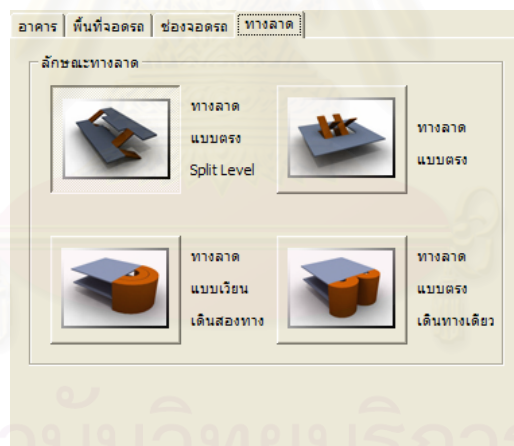 อาคาร พื้นที่จอดรถ ช่องจอดรถ ทางลาด
ลักษณะทางลาด
ทางลาด
แบบตรง
Split Level
ทางลาด
แบบตรง
ทางลาด
แบบเวียน
เดินสองทาง
ทางลาด
แบบตรง
เดินทางเดียว